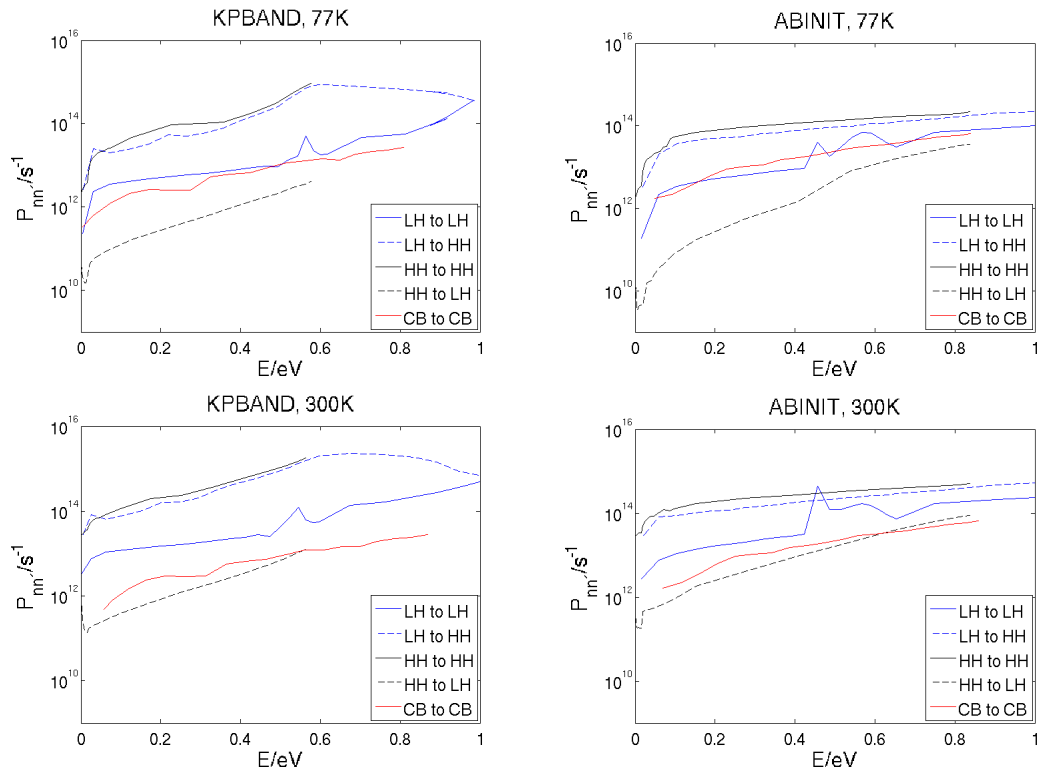 KPBAND, 77K
10^16
10^14
10^12
10^10
P_nn´/s^-1
0
0.2
0.4
0.6
0.8
1
E/eV
LH to LH
LH to HH
HH to HH
HH to LH
CB to CB
ABINIT, 77K
10^16
10^14
10^12
10^10
P_nn´/s^-1
0
0.2
0.4
0.6
0.8
1
E/eV
LH to LH
LH to HH
HH to HH
HH to LH
CB to CB
KPBAND, 300K
10^16
10^14
10^12
10^10
P_nn´/s^-1
0
0.2
0.4
0.6
0.8
1
E/eV
LH to LH
LH to HH
HH to HH
HH to LH
CB to CB
ABINIT, 300K
10^16
10^14
10^12
10^10
P_nn´/s^-1
0
0.2
0.4
0.6
0.8
1
E/eV
LH to LH
LH to HH
HH to HH
HH to LH
CB to CB